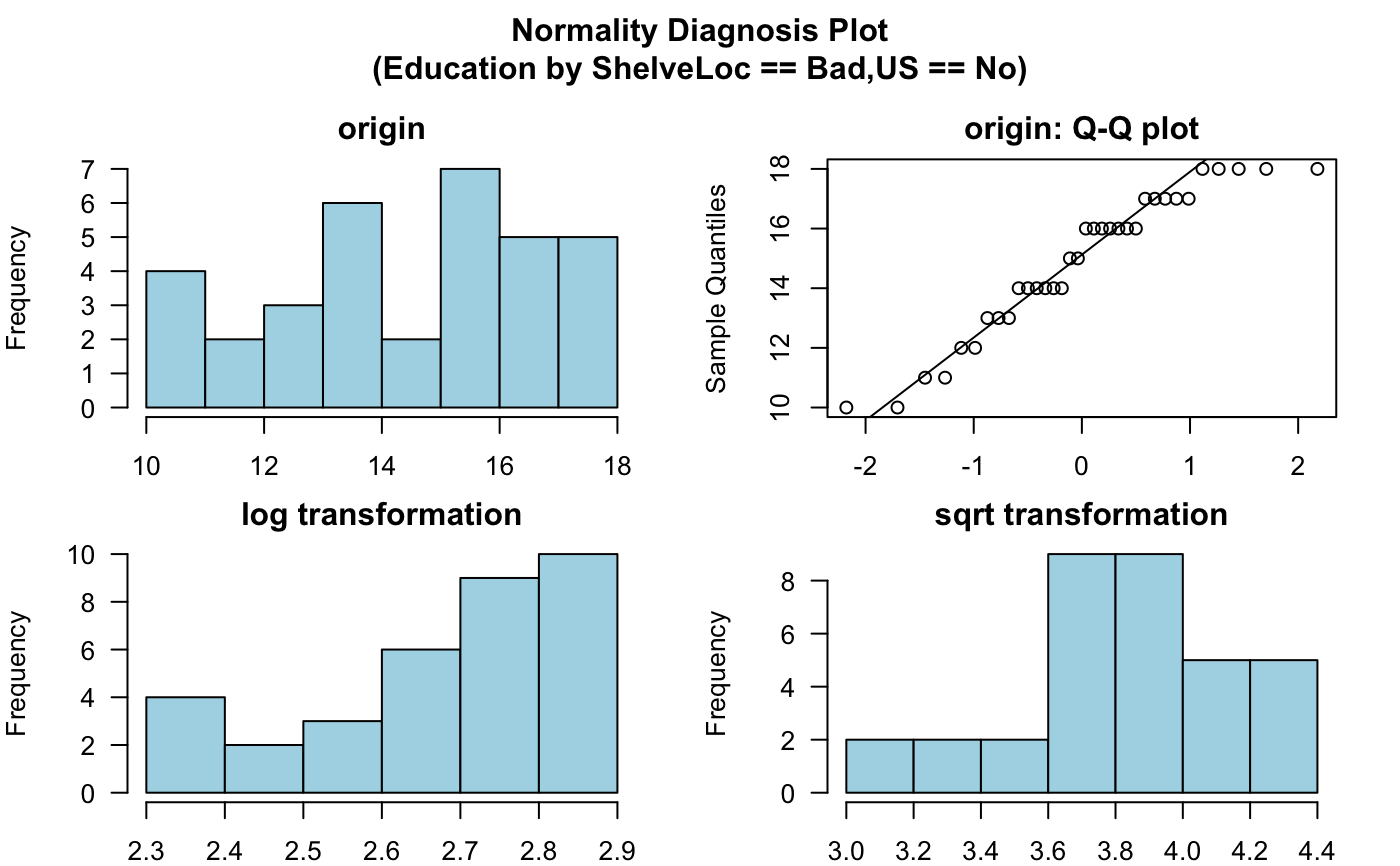 Normality Diagnosis Plot
(Education by ShelveLoc == Bad,US == No)
origin
Frequency
7
6
5
4
3
2
1
0
10 12 14 16 18
origin: Q-Q plot
Sample Quantiles
18
16
14
12
10
-2 -1 0 1 2
log transformation
Frequency
10
8
6
4
2
0
2.3 2.4 2.5 2.6 2.7 2.8 2.9
sqrt transformation
Frequency
8
6
4
2
0
3.0 3.2 3.4 3.6 3.8 4.0 4.2 4.4